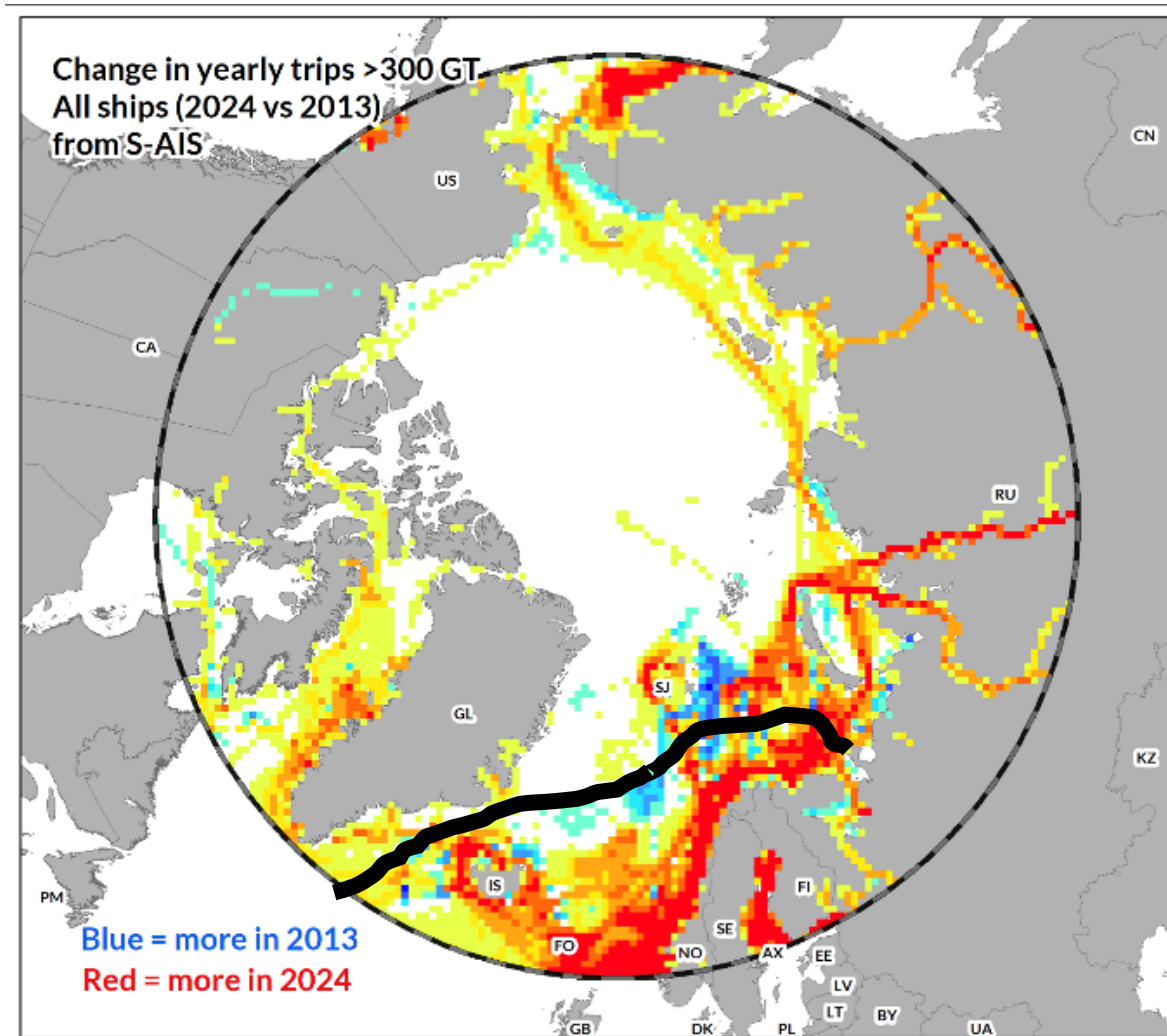 Change in yearly trips >300 GT
All ships (2024 vs 2013)
from S-AIS
CN
US
CA
RU
SJ
GL
KZ
IS
FI
PM
SE
FO
NO
AX
EE
Blue = more in 2013
Red = more in 2024
LV
LT
BY
GB
DK
PL
UA